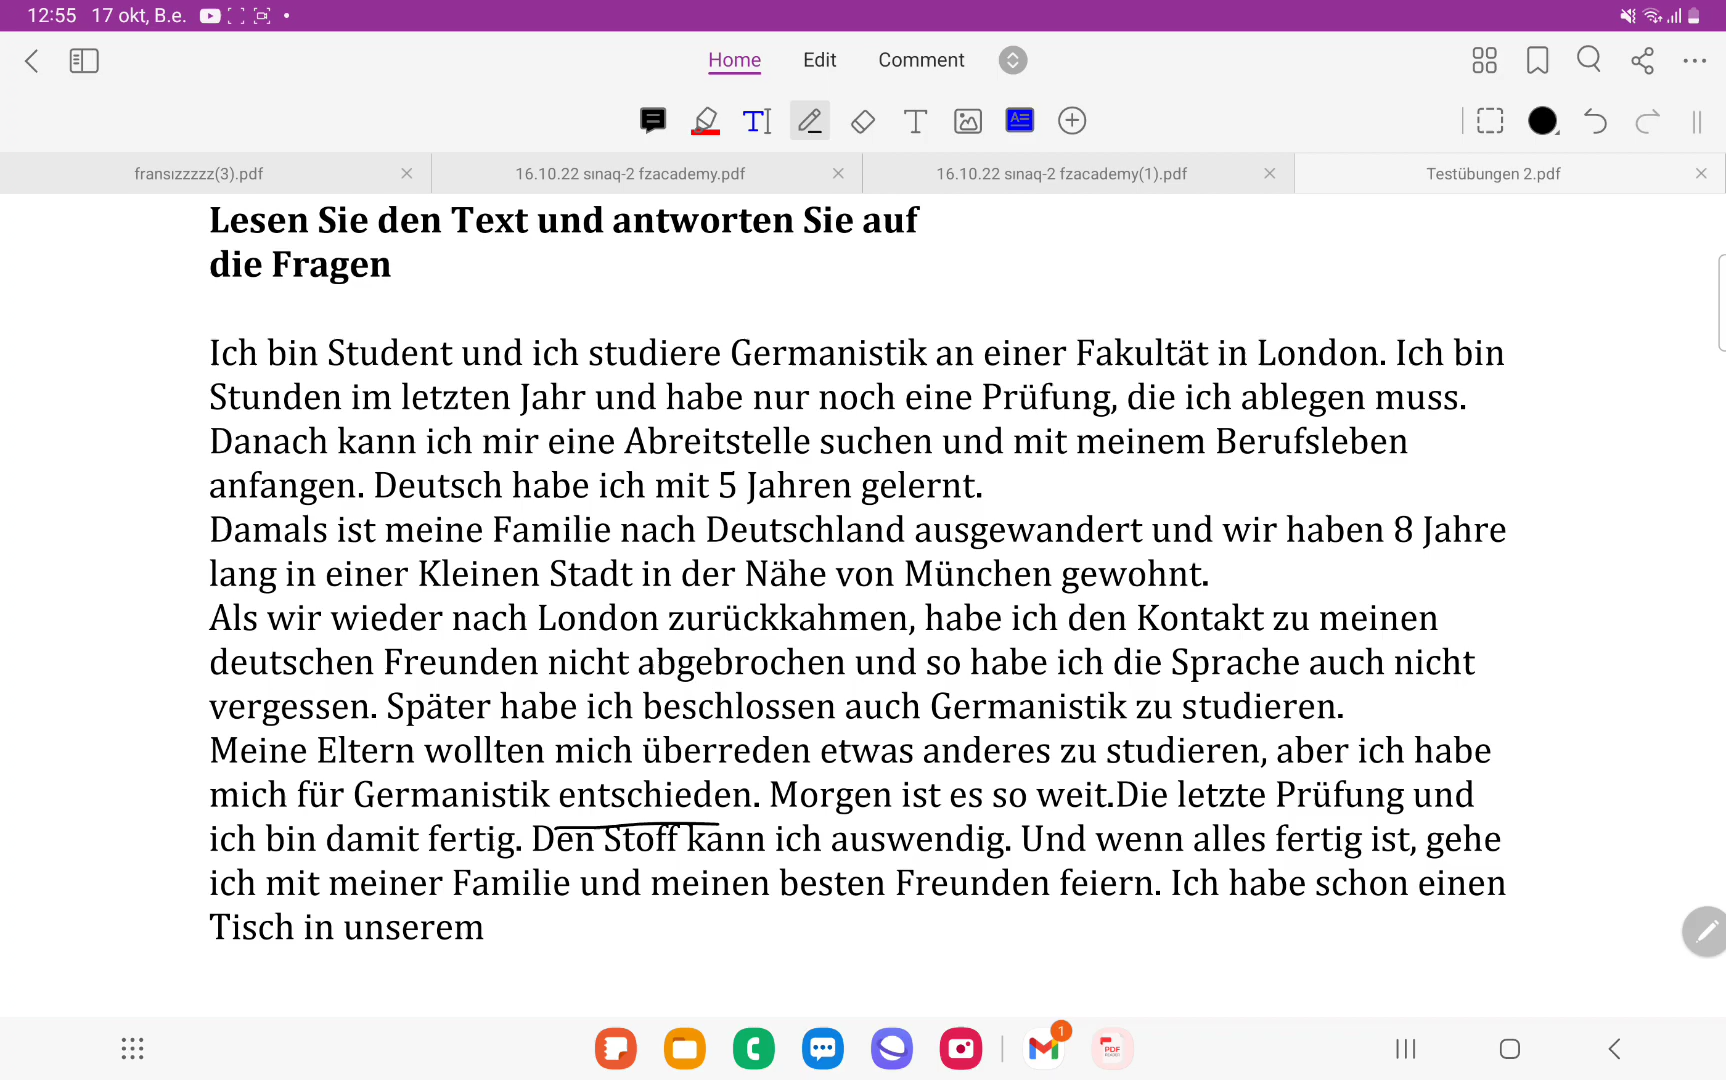 12:55 17 okt, B.e.
Home Edit Comment
fransızzzzz(3).pdf
16.10.22 sınaq-2 fzacademy.pdf
16.10.22 sınaq-2 fzacademy(1).pdf
Testübungen 2.pdf
Lesen Sie den Text und antworten Sie auf
die Fragen
Ich bin Student und ich studiere Germanistik an einer Fakultät in London. Ich bin
Stunden im letzten Jahr und habe nur noch eine Prüfung, die ich ablegen muss.
Danach kann ich mir eine Abreitstelle suchen und mit meinem Berufsleben
anfangen. Deutsch habe ich mit 5 Jahren gelernt.
Damals ist meine Familie nach Deutschland ausgewandert und wir haben 8 Jahre
lang in einer Kleinen Stadt in der Nähe von München gewohnt.
Als wir wieder nach London zurückkahmen, habe ich den Kontakt zu meinen
deutschen Freunden nicht abgebrochen und so habe ich die Sprache auch nicht
vergessen. Später habe ich beschlossen auch Germanistik zu studieren.
Meine Eltern wollten mich überreden etwas anderes zu studieren, aber ich habe
mich für Germanistik entschieden. Morgen ist es so weit.Die letzte Prüfung und
ich bin damit fertig. Den Stoff kann ich auswendig. Und wenn alles fertig ist, gehe
ich mit meiner Familie und meinen besten Freunden feiern. Ich habe schon einen
Tisch in unserem
1
PDF